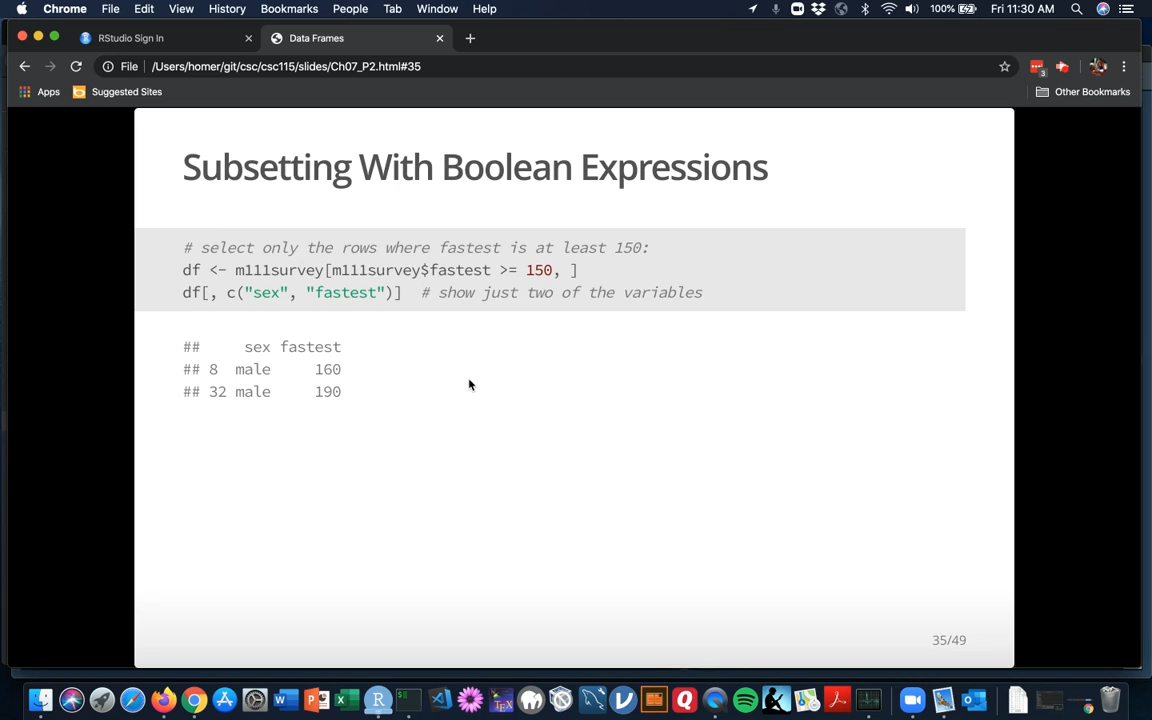 Chrome File Edit View History Bookmarks People Tab Window Help 100% Fri 11:30 AM
RStudio Sign In Data Frames
File /Users/homer/git/csc/csc115/slides/Ch07_P2.html#35
3
Apps Suggested Sites Other Bookmarks
Subsetting With Boolean Expressions
# select only the rows where fastest is at least 150:
df <- m111survey[m111survey$fastest >= 150, ]
df[, c("sex", "fastest")]  # show just two of the variables
##     sex fastest
## 8  male     160
## 32 male     190
35/49